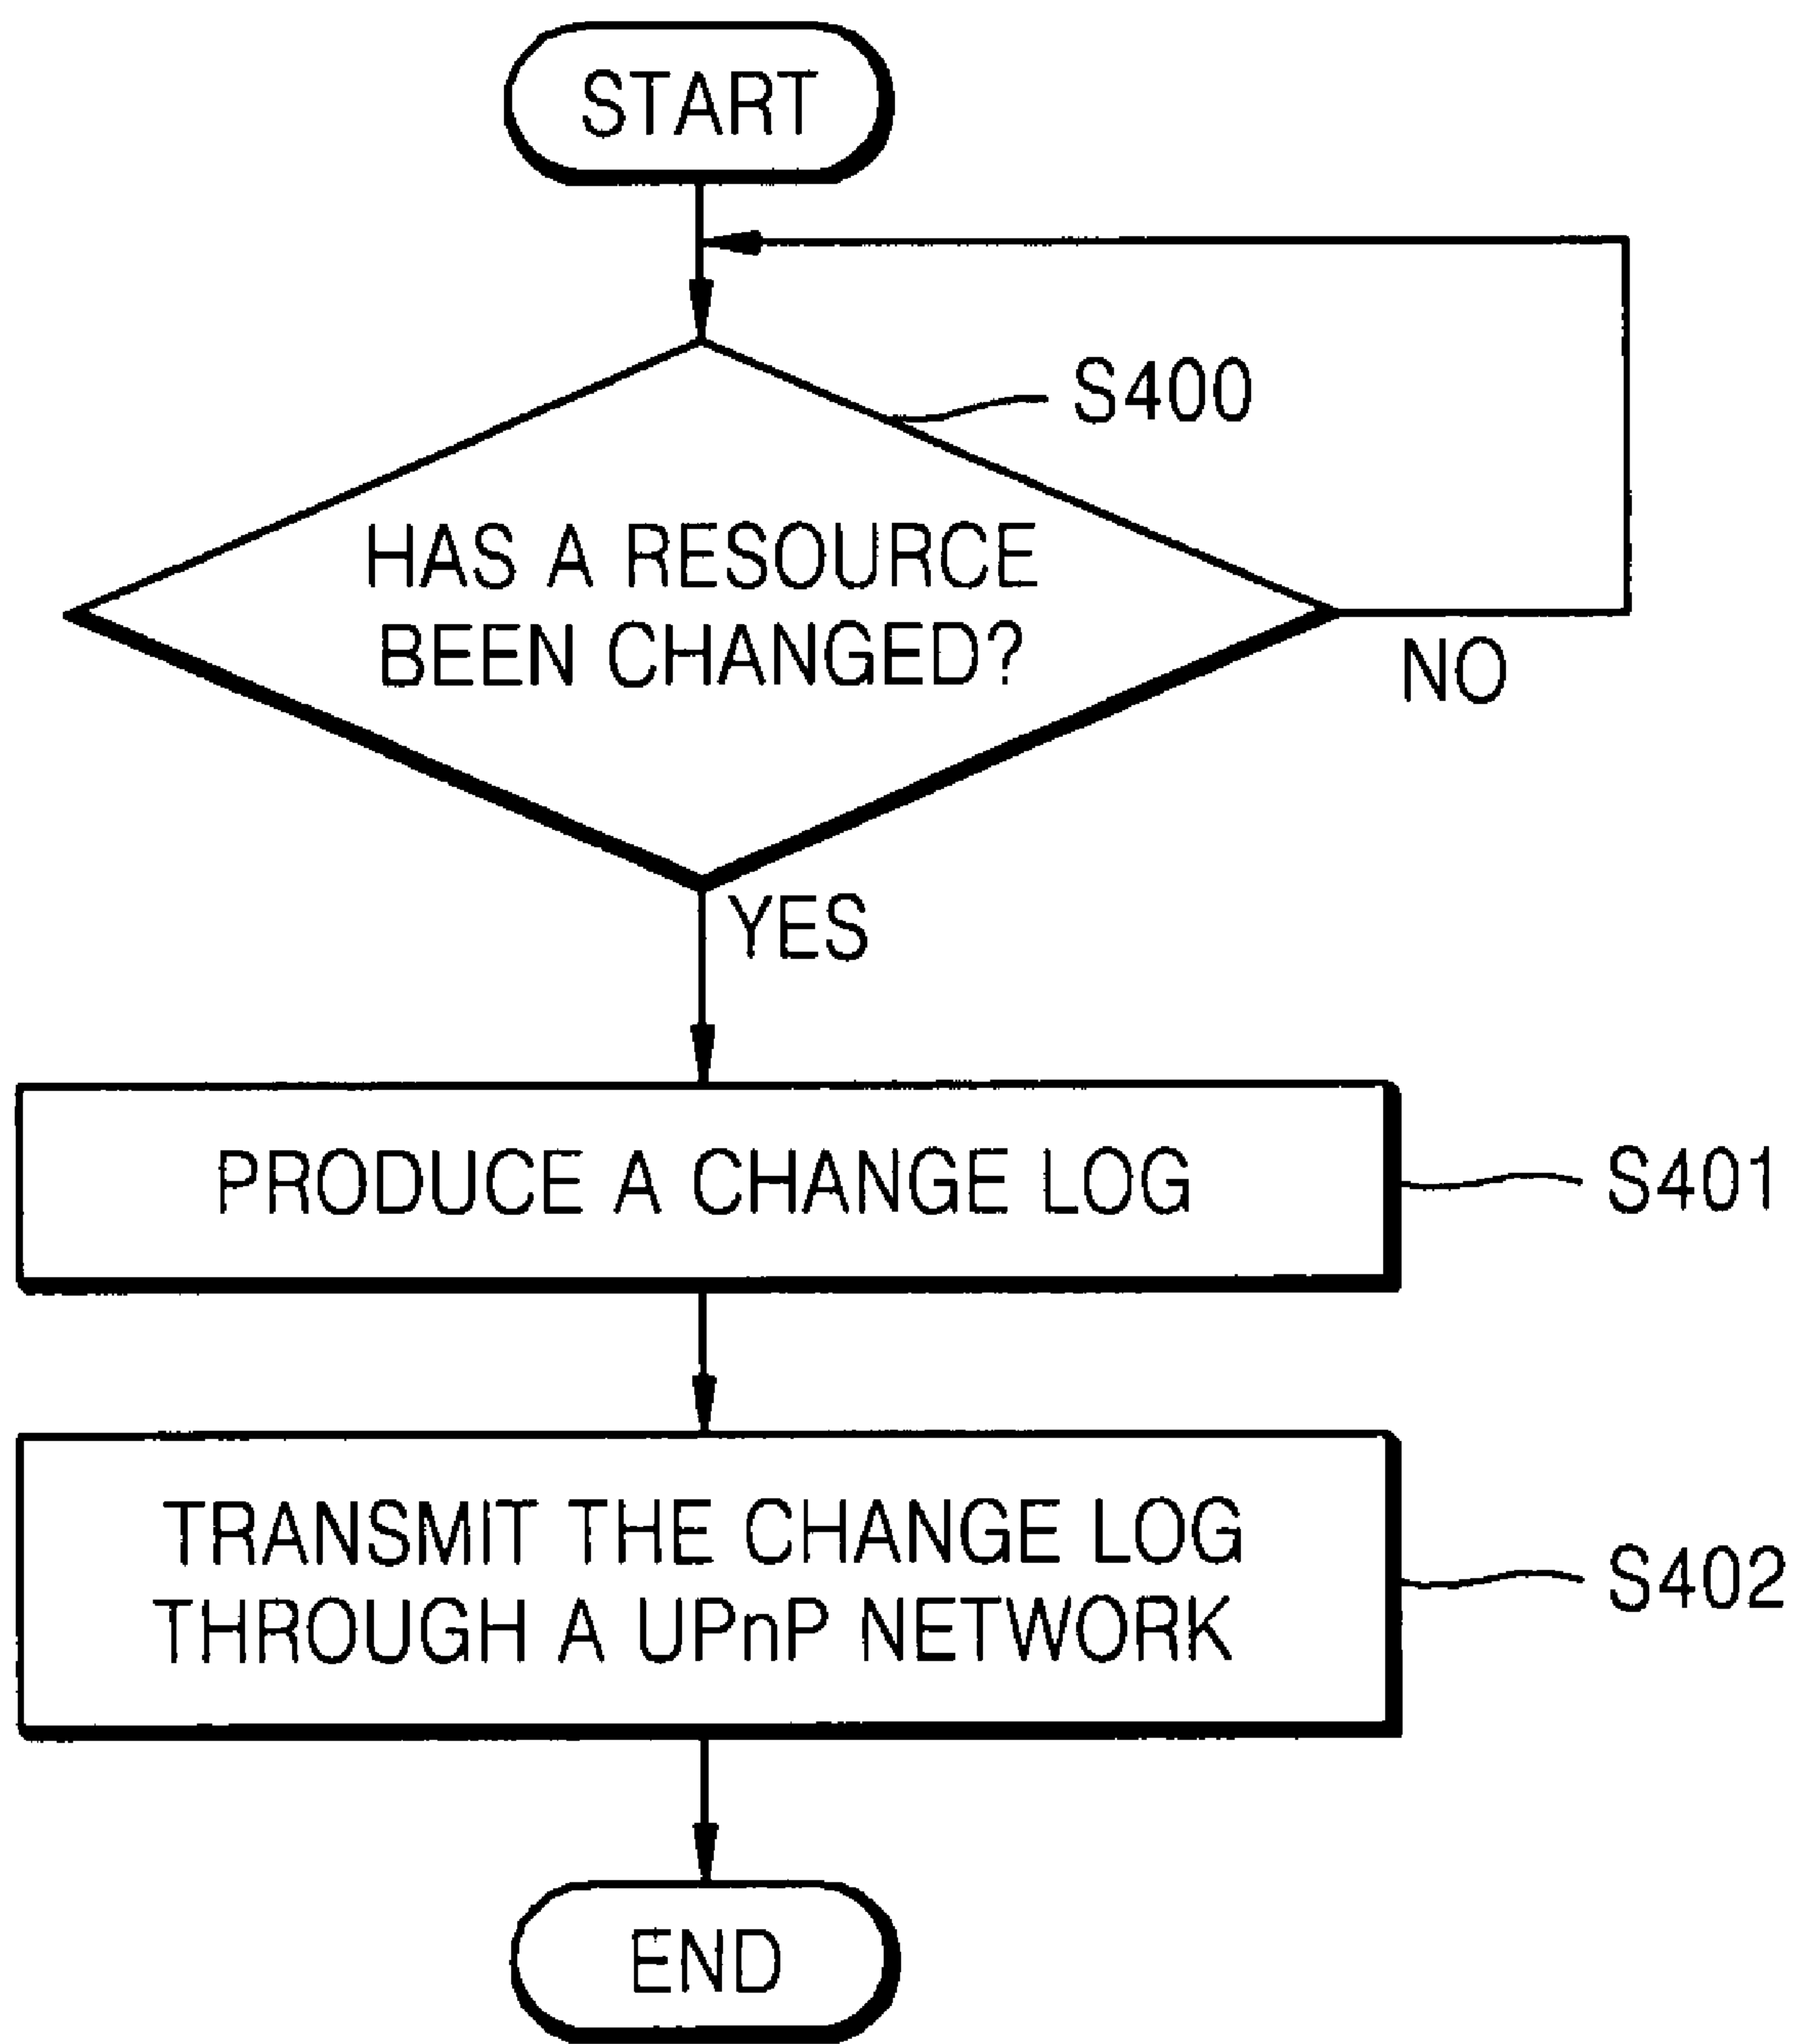 START
S400
HAS A RESOURCE
BEEN CHANGED?
NO
YES
PRODUCE A CHANGE LOG
S401
TRANSMIT THE CHANGE LOG
THROUGH A UPnP NETWORK
S402
END